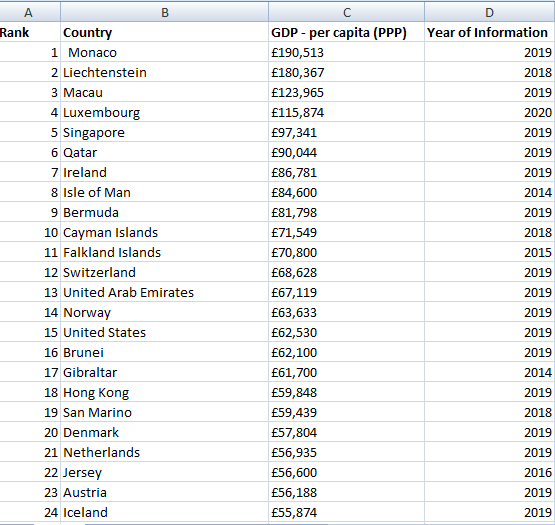 A B C D
Rank Country GDP - per capita (PPP) Year of Information
1 Monaco £190,513 2019
2 Liechtenstein £180,367 2018
3 Macau £123,965 2019
4 Luxembourg £115,874 2020
5 Singapore £97,341 2019
6 Qatar £90,044 2019
7 Ireland £86,781 2019
8 Isle of Man £84,600 2014
9 Bermuda £81,798 2019
10 Cayman Islands £71,549 2018
11 Falkland Islands £70,800 2015
12 Switzerland £68,628 2019
13 United Arab Emirates £67,119 2019
14 Norway £63,633 2019
15 United States £62,530 2019
16 Brunei £62,100 2019
17 Gibraltar £61,700 2014
18 Hong Kong £59,848 2019
19 San Marino £59,439 2018
20 Denmark £57,804 2019
21 Netherlands £56,935 2019
22 Jersey £56,600 2016
23 Austria £56,188 2019
24 Iceland £55,874 2019